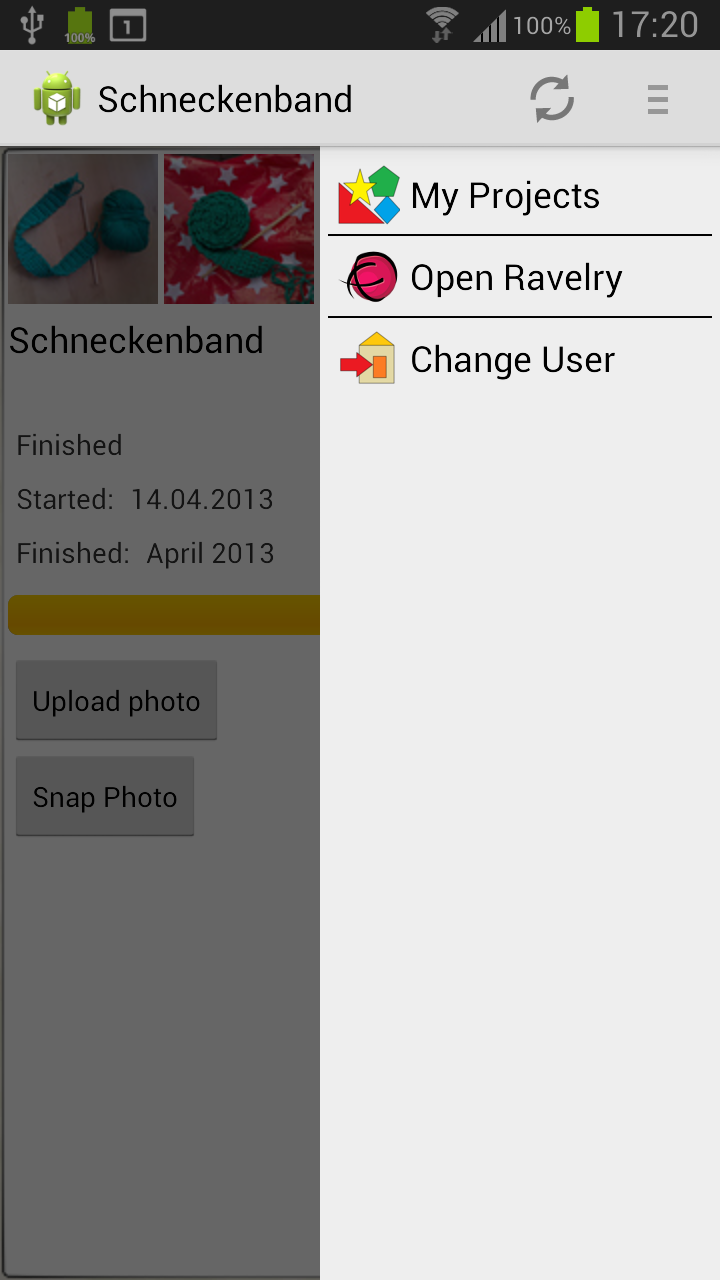 100%
1
100%
17:20
Schneckenband
My Projects
Open Ravelry
Change User
Schneckenband
Finished
Started: 14.04.2013
Finished: April 2013
Upload photo
Snap Photo